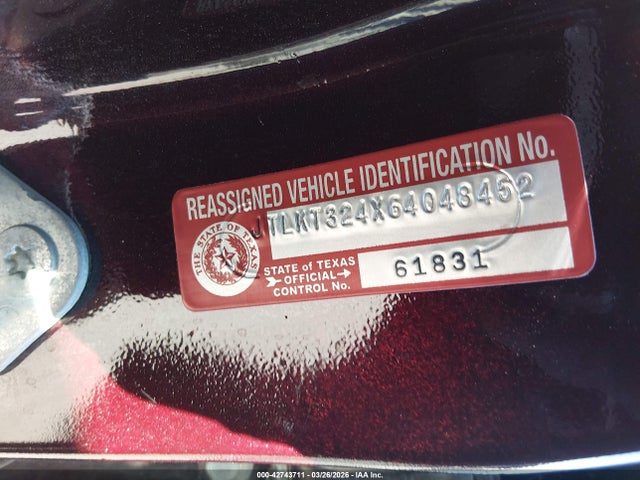 REASSIGNED VEHICLE IDENTIFICATION No.
JTLKT324X64048452
THE STATE OF TEXAS
STATE of TEXAS
OFFICIAL
CONTROL No.
61831
000-42743711 - 03/26/2026 - IAA Inc.